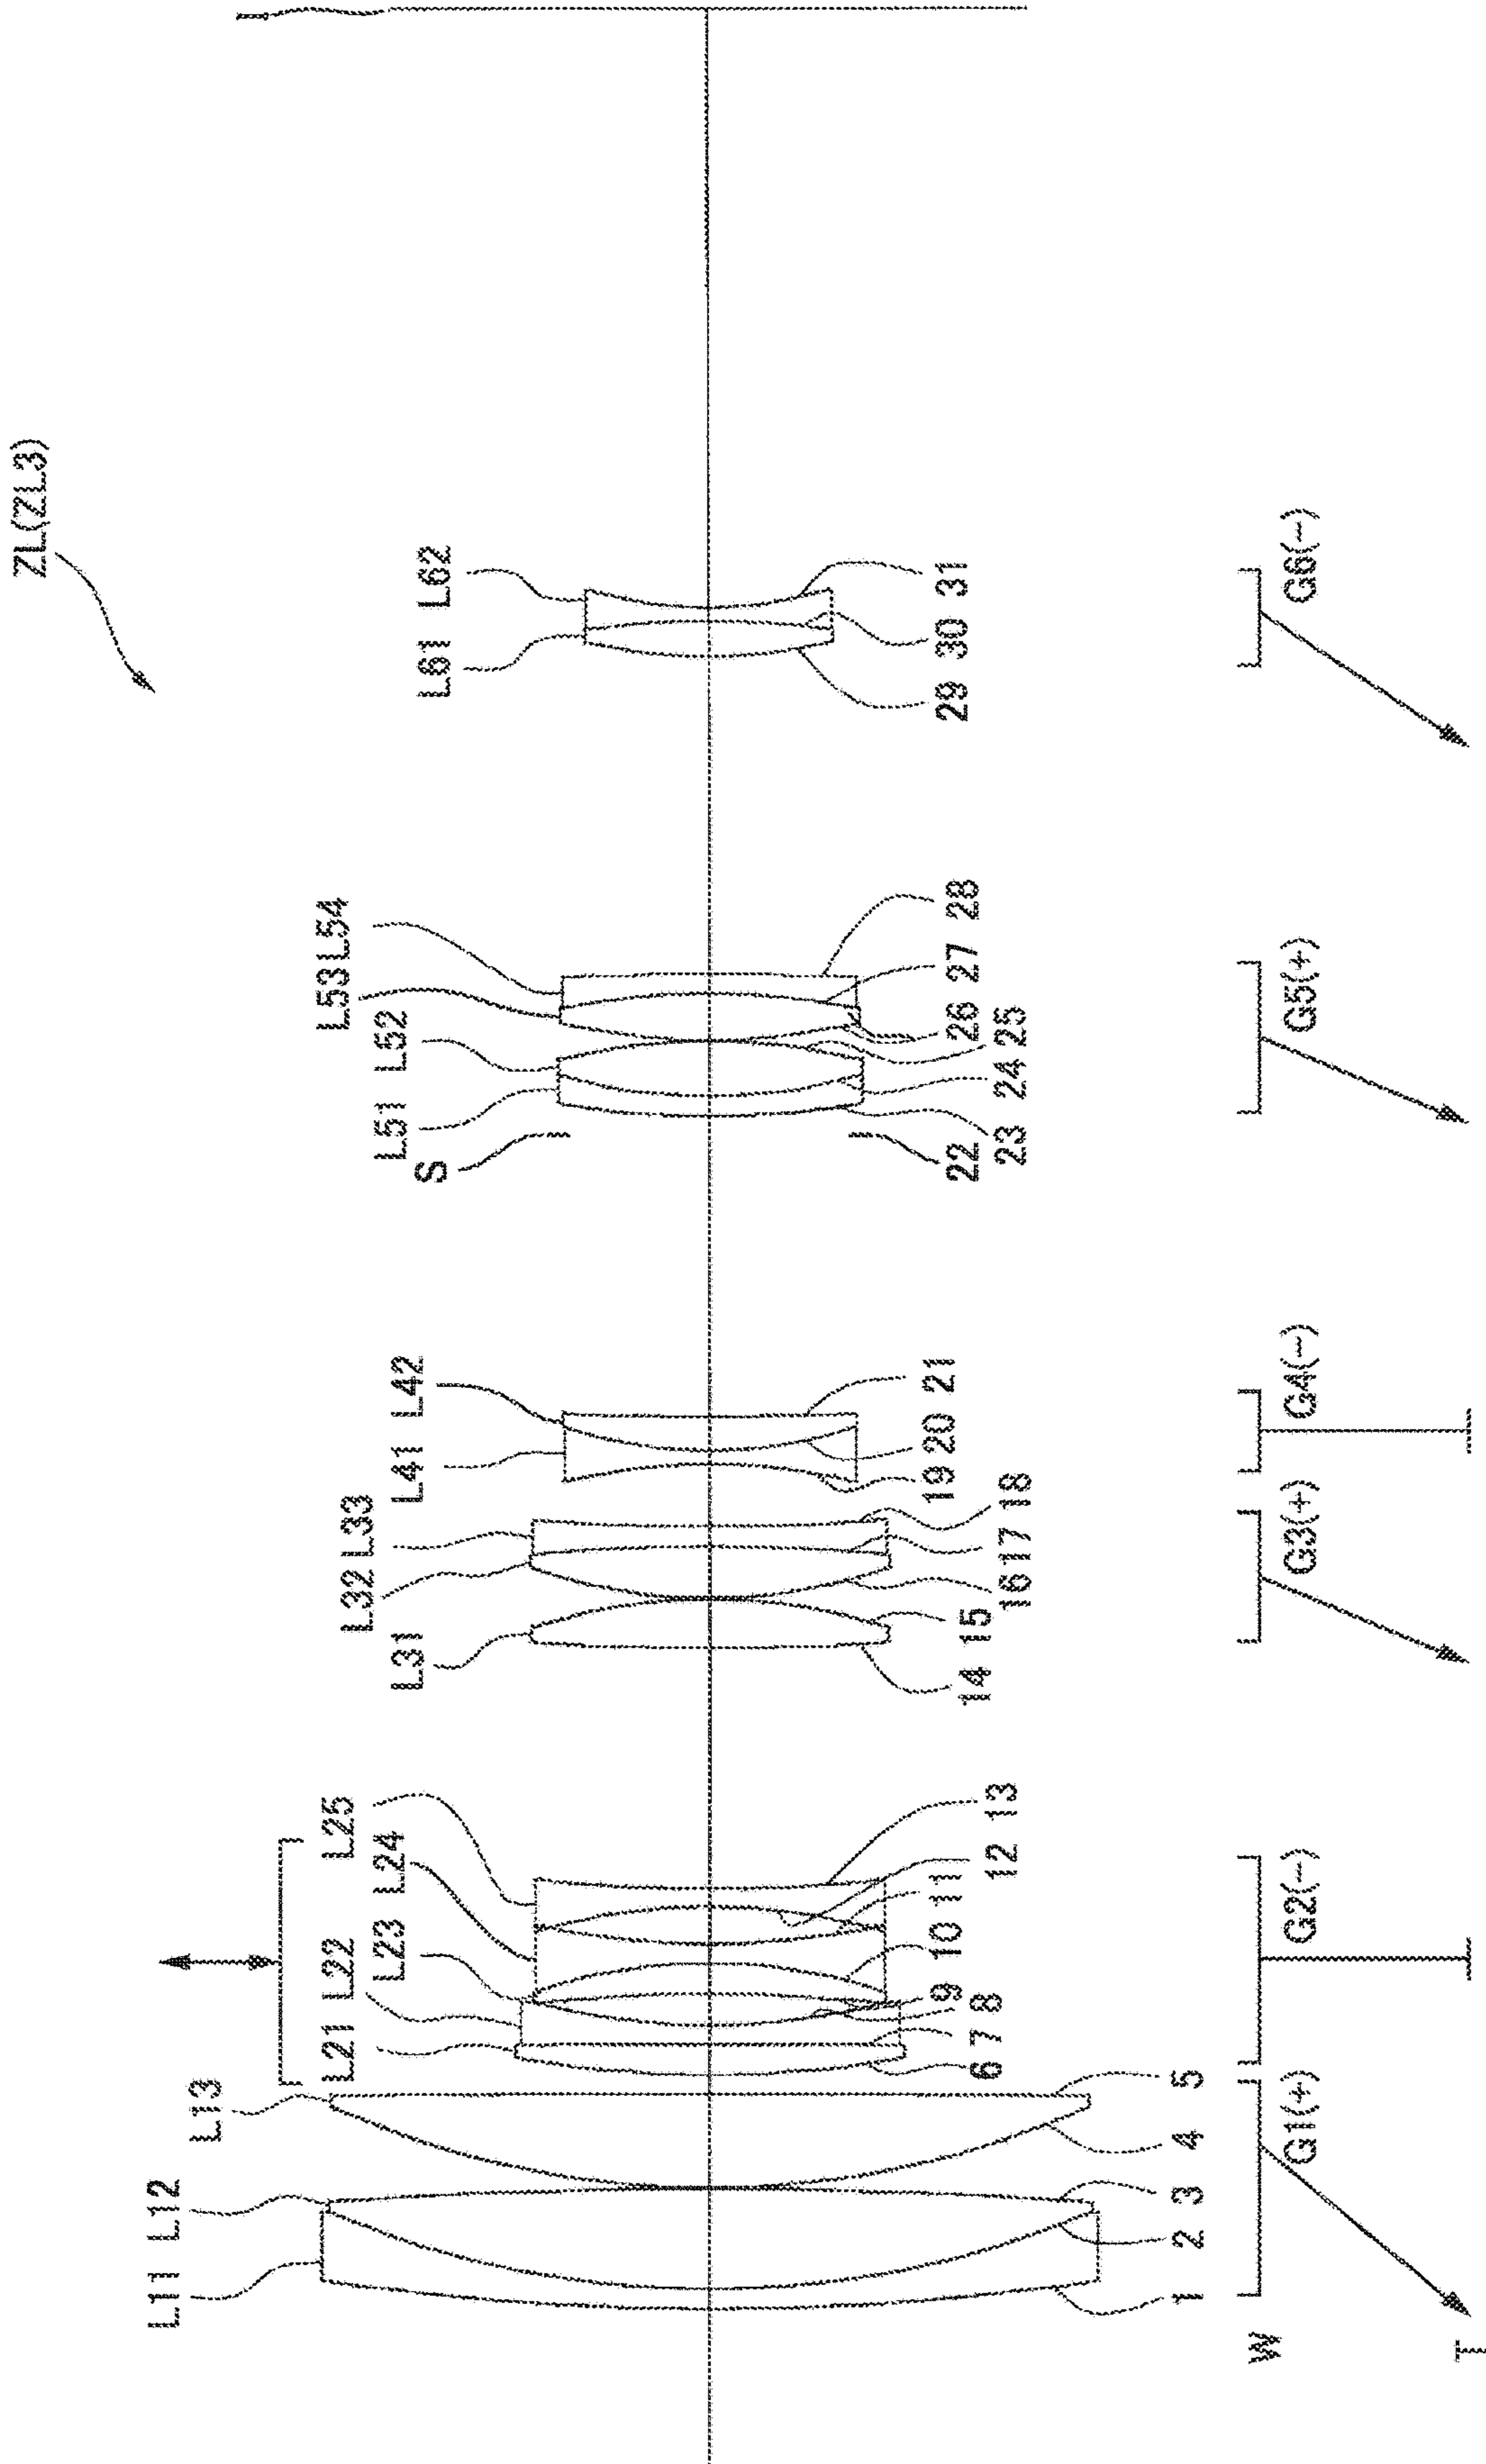 ZL(ZL3)
L11 L12
L13
L21 L22
L23 L24
L25
L31
L32 L33
L41 L42
S
L51 L52
L53 L54
L61 L62
1 2 3 4 5
6 7 8
9 10 11
12 13
14 15
16 17 18
19 20 21
22
23
24 25
26 27 28
29 30 31
W
G1(+) G2(-) G3(+) G4(-) G5(+) G6(-)
T